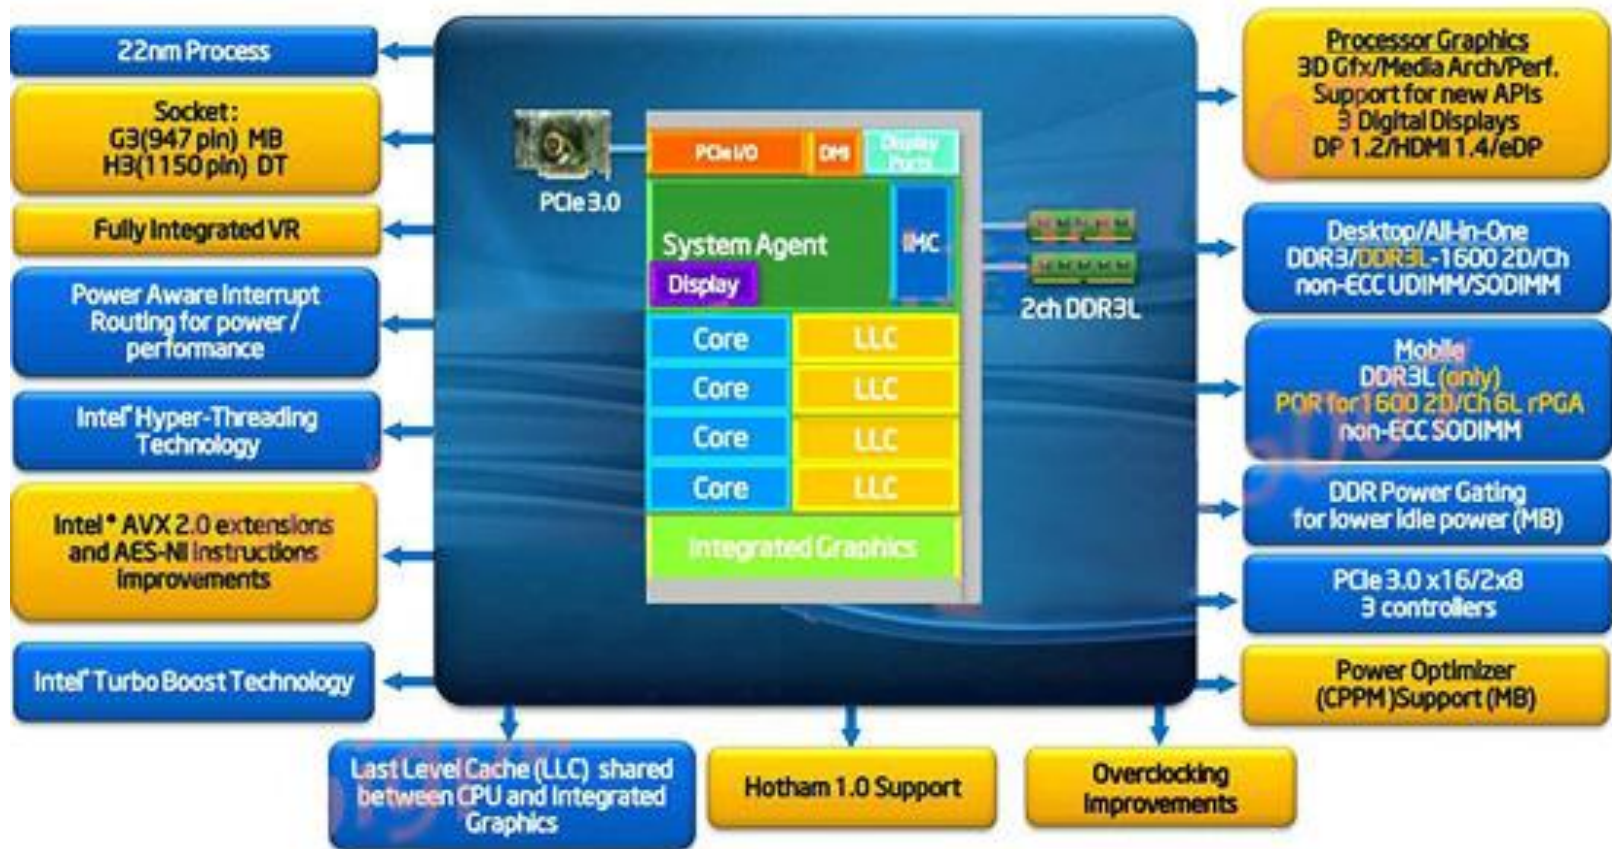 22nm Process
Socket:
G3(947 pin) MB
H3(1150 pin) DT
Fully Integrated VR
Power Aware Interrupt
Routing for power /
performance
Intel® Hyper-Threading
Technology
Intel® AVX 2.0 extensions
and AES-NI instructions
improvements
Intel® Turbo Boost Technology
PCIe 3.0
PCIe I/O
DMI
Display
Ports
System Agent
IMC
Display
Core
LLC
Core
LLC
Core
LLC
Core
LLC
Integrated Graphics
2ch DDR3L
Processor Graphics
3D Gfx/Media Arch/Perf.
Support for new APIs
3 Digital Displays
DP 1.2/HDMI 1.4/eDP
Desktop/All-in-One
DDR3/DDR3L-1600 2D/Ch
non-ECC UDIMM/SODIMM
Mobile
DDR3L (only)
POR for 1600 2D/Ch 6L rPGA
non-ECC SODIMM
DDR Power Gating
for lower idle power (MB)
PCIe 3.0 x16/2x8
3 controllers
Power Optimizer
(CPPM )Support (MB)
Last Level Cache (LLC) shared
between CPU and Integrated
Graphics
Hotham 1.0 Support
Overclocking
Improvements